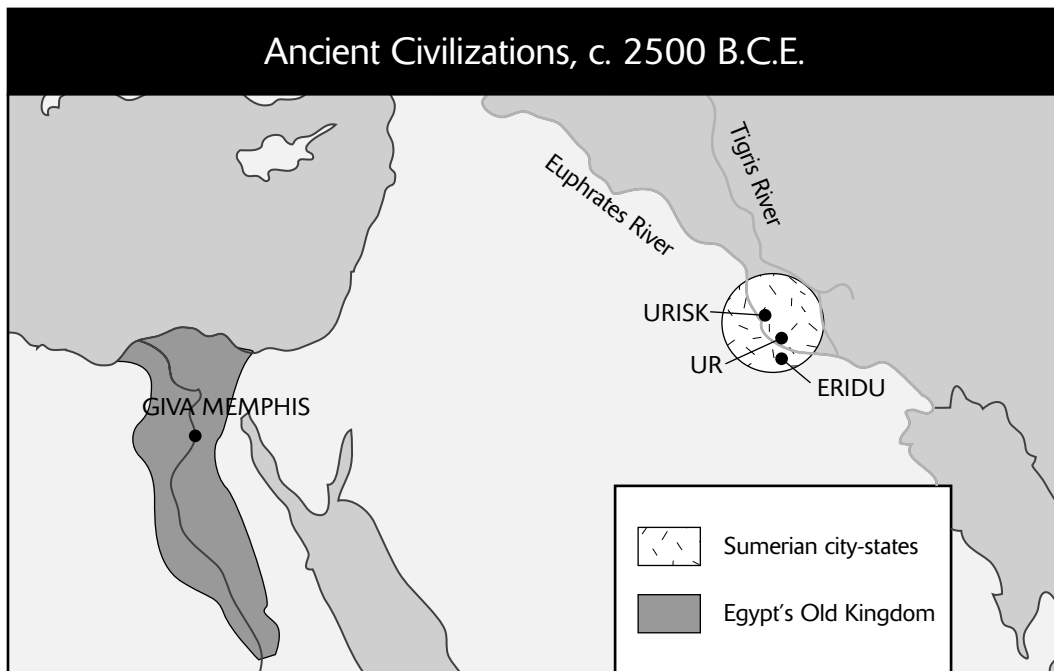 Ancient Civilizations, c. 2500 B.C.E.
Euphrates River
Tigris River
URISK
UR
ERIDU
GIVA MEMPHIS
Sumerian city-states
Egypt's Old Kingdom